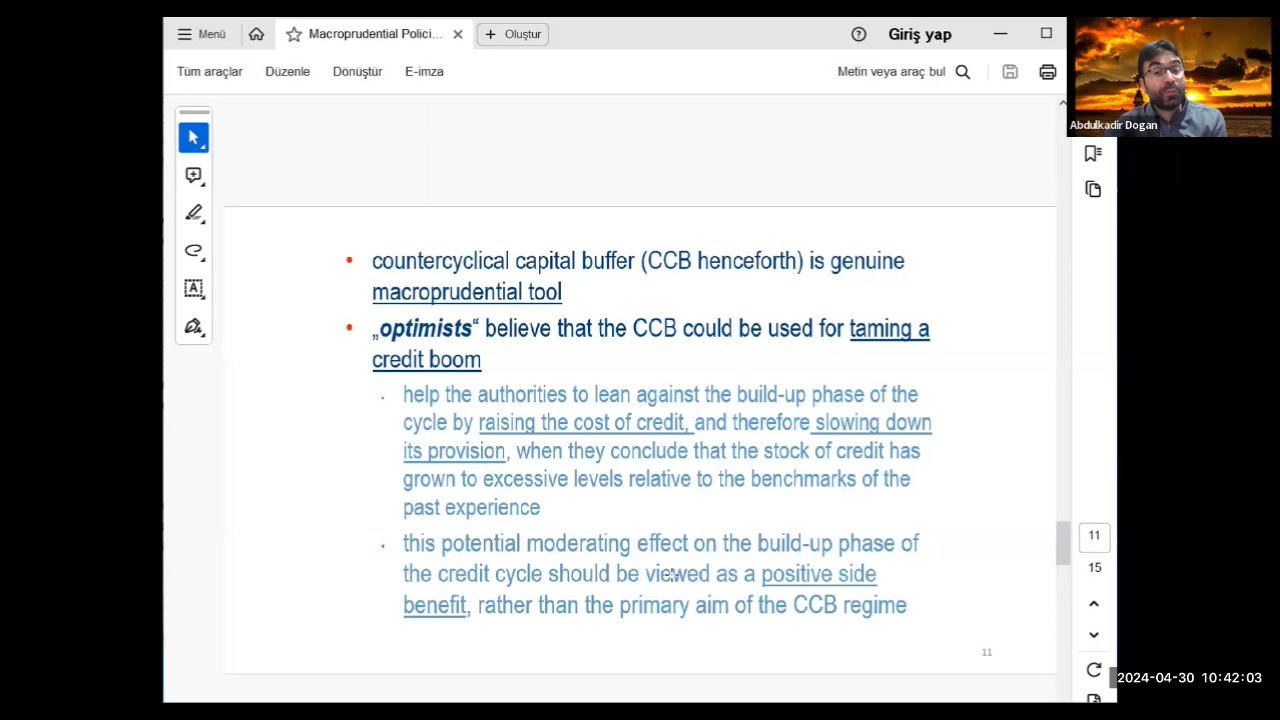 Menü
Macroprudential Polici...
Oluştur
Giriş yap
Tüm araçlar
Düzenle
Dönüştür
E-imza
Metin veya araç bul
Abdulkadir Dogan
• countercyclical capital buffer (CCB henceforth) is genuine
macroprudential tool
• „optimists“ believe that the CCB could be used for taming a
credit boom
. help the authorities to lean against the build-up phase of the
cycle by raising the cost of credit, and therefore slowing down
its provision, when they conclude that the stock of credit has
grown to excessive levels relative to the benchmarks of the
past experience
. this potential moderating effect on the build-up phase of
the credit cycle should be viewed as a positive side
benefit, rather than the primary aim of the CCB regime
11
11
15
2024-04-30 10:42:03